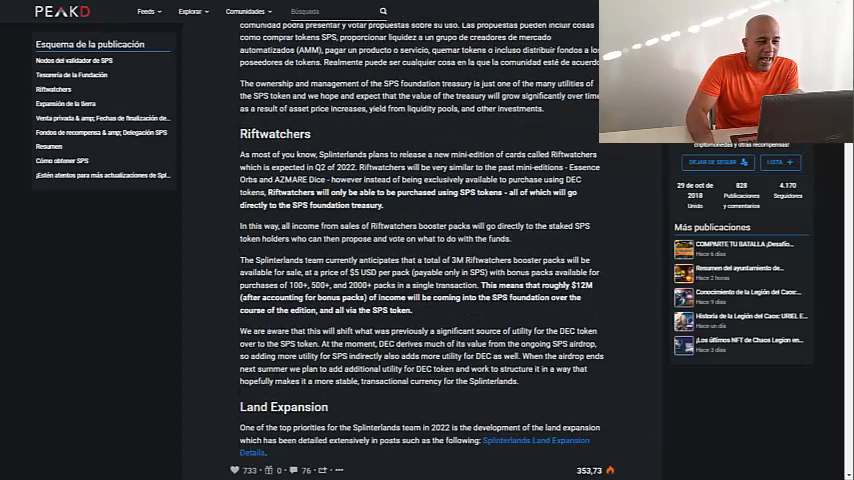 PEAKD
Feeds
Explorar
Comunidades
Búsqueda
Esquema de la publicación
Nodos del validador de SPS
Tesorería de la Fundación
Riftwatchers
Expansión de la tierra
Venta privada & amp; Fechas de finalización de...
Fondos de recompensa & amp; Delegación SPS
Resumen
Cómo obtener SPS
¡Estén atentos para más actualizaciones de Spl...
comunidad podrá presentar y votar propuestas sobre su uso. Las propuestas pueden incluir cosas
como comprar tokens SPS, proporcionar liquidez a un grupo de creadores de mercado
automatizados (AMM), pagar un producto o servicio, quemar tokens o incluso distribuir fondos a los
poseedores de tokens. Realmente puede ser cualquier cosa en la que la comunidad esté de acuerdo
The ownership and management of the SPS foundation treasury is just one of the many utilities of
the SPS token and we hope and expect that the value of the treasury will grow significantly over time
as a result of asset price increases, yield from liquidity pools, and other investments.
Riftwatchers
As most of you know, Splinterlands plans to release a new mini-edition of cards called Riftwatchers
which is expected in Q2 of 2022. Riftwatchers will be very similar to the past mini-editions - Essence
Orbs and AZMARE Dice - however instead of being exclusively available to purchase using DEC
tokens, Riftwatchers will only be able to be purchased using SPS tokens - all of which will go
directly to the SPS foundation treasury.
In this way, all income from sales of Riftwatchers booster packs will go directly to the staked SPS
token holders who can then propose and vote on what to do with the funds.
The Splinterlands team currently anticipates that a total of 3M Riftwatchers booster packs will be
available for sale, at a price of $5 USD per pack (payable only in SPS) with bonus packs available for
purchases of 100+, 500+, and 2000+ packs in a single transaction. This means that roughly $12M
(after accounting for bonus packs) of income will be coming into the SPS foundation over the
course of the edition, and all via the SPS token.
We are aware that this will shift what was previously a significant source of utility for the DEC token
over to the SPS token. At the moment, DEC derives much of its value from the ongoing SPS airdrop,
so adding more utility for SPS indirectly also adds more utility for DEC as well. When the airdrop ends
next summer we plan to add additional utility for DEC token and work to structure it in a way that
hopefully makes it a more stable, transactional currency for the Splinterlands.
Land Expansion
One of the top priorities for the Splinterlands team in 2022 is the development of the land expansion
which has been detailed extensively in posts such as the following: Splinterlands Land Expansion
Details.
733 0 76
353,73
criptomonedas y otras recompensas!
DEJAR DE SEGUIR
LISTA
29 de oct de 2018
Unido
828
Publicaciones y comentarios
4.170
Seguidores
Más publicaciones
COMPARTE TU BATALLA ¡Desafío...
Hace 6 días
Resumen del ayuntamiento de...
Hace 2 días
Conocimiento de la Legión del Caos:...
Hace 9 días
Historia de la Legión del Caos: URIEL E...
Hace un día
¡Los últimos NFT de Chaos Legion en...
Hace 3 días